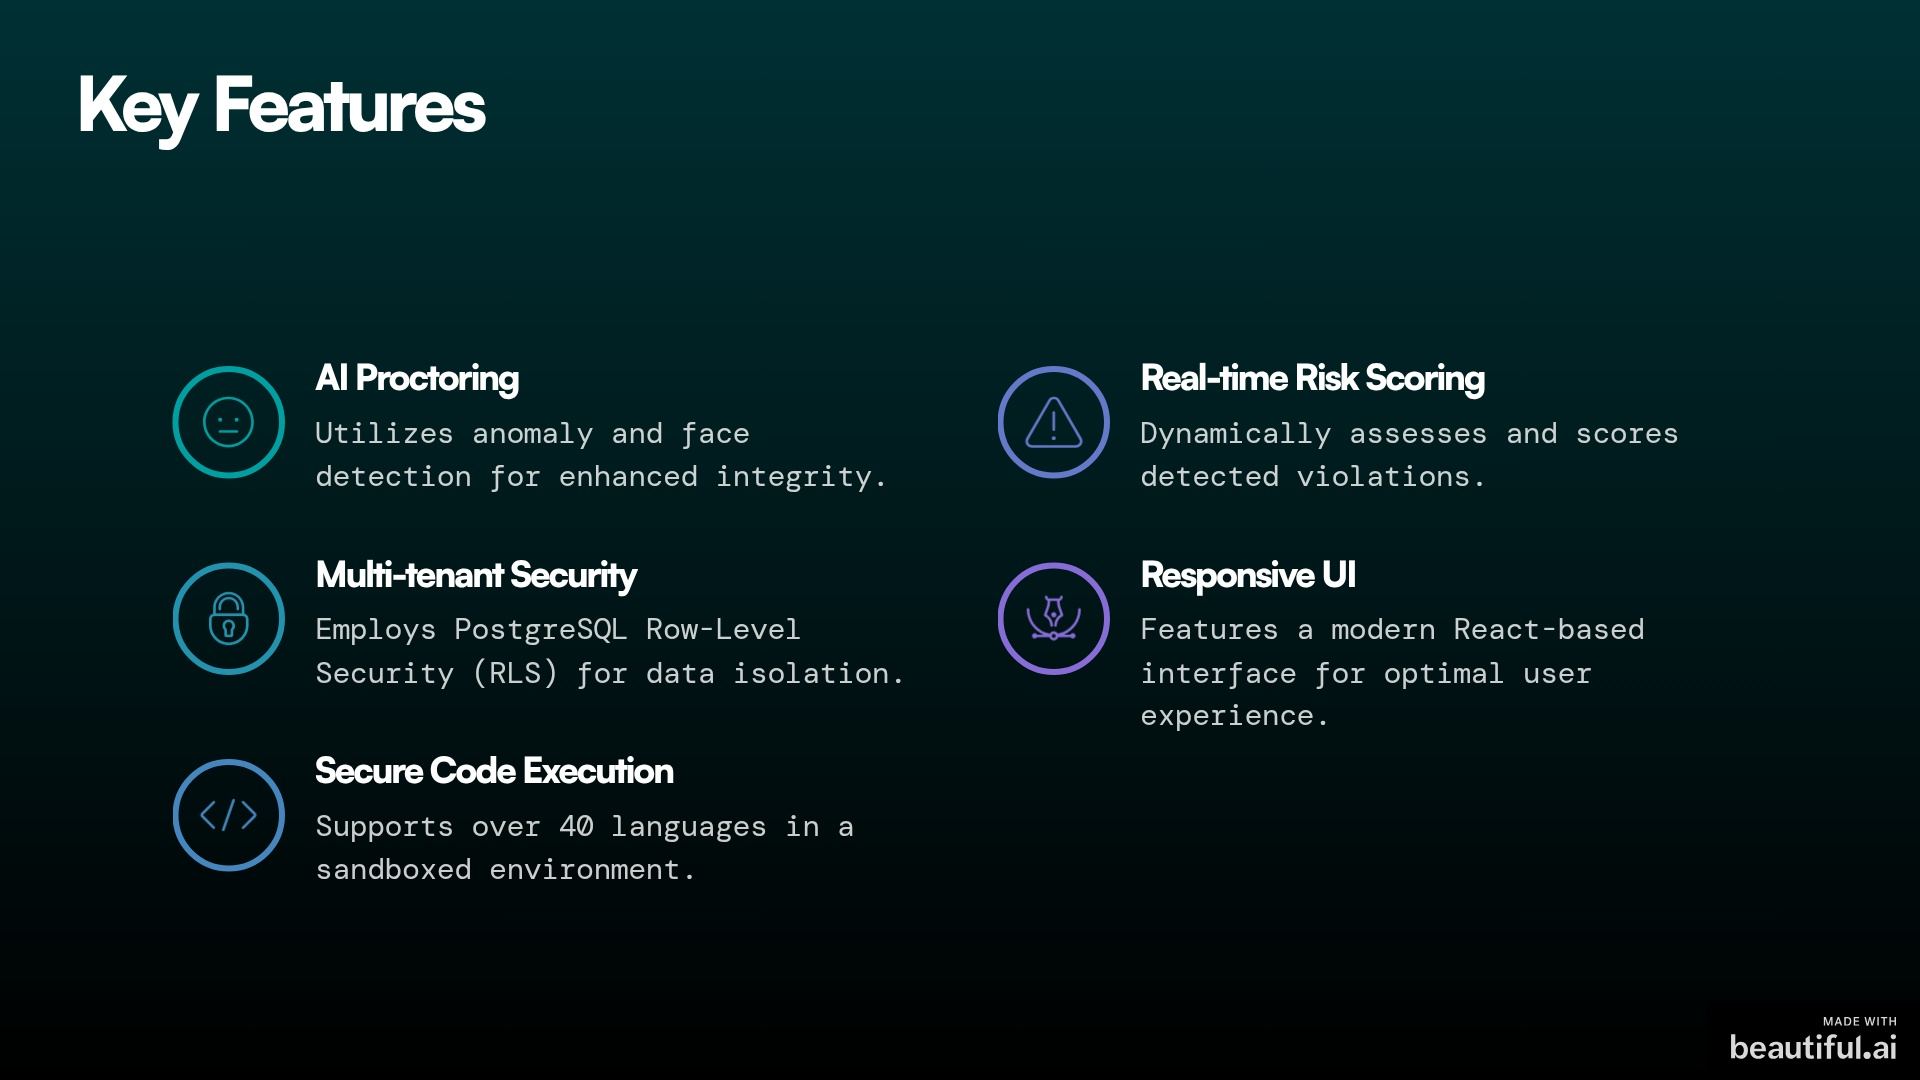 Key Features
AI Proctoring
Utilizes anomaly and face
detection for enhanced integrity.
Multi-tenant Security
Employs PostgreSQL Row-Level
Security (RLS) for data isolation.
Secure Code Execution
Supports over 40 languages in a
sandboxed environment.
Real-time Risk Scoring
Dynamically assesses and scores
detected violations.
Responsive UI
Features a modern React-based
interface for optimal user
experience.
MADE WITH
beautiful.ai